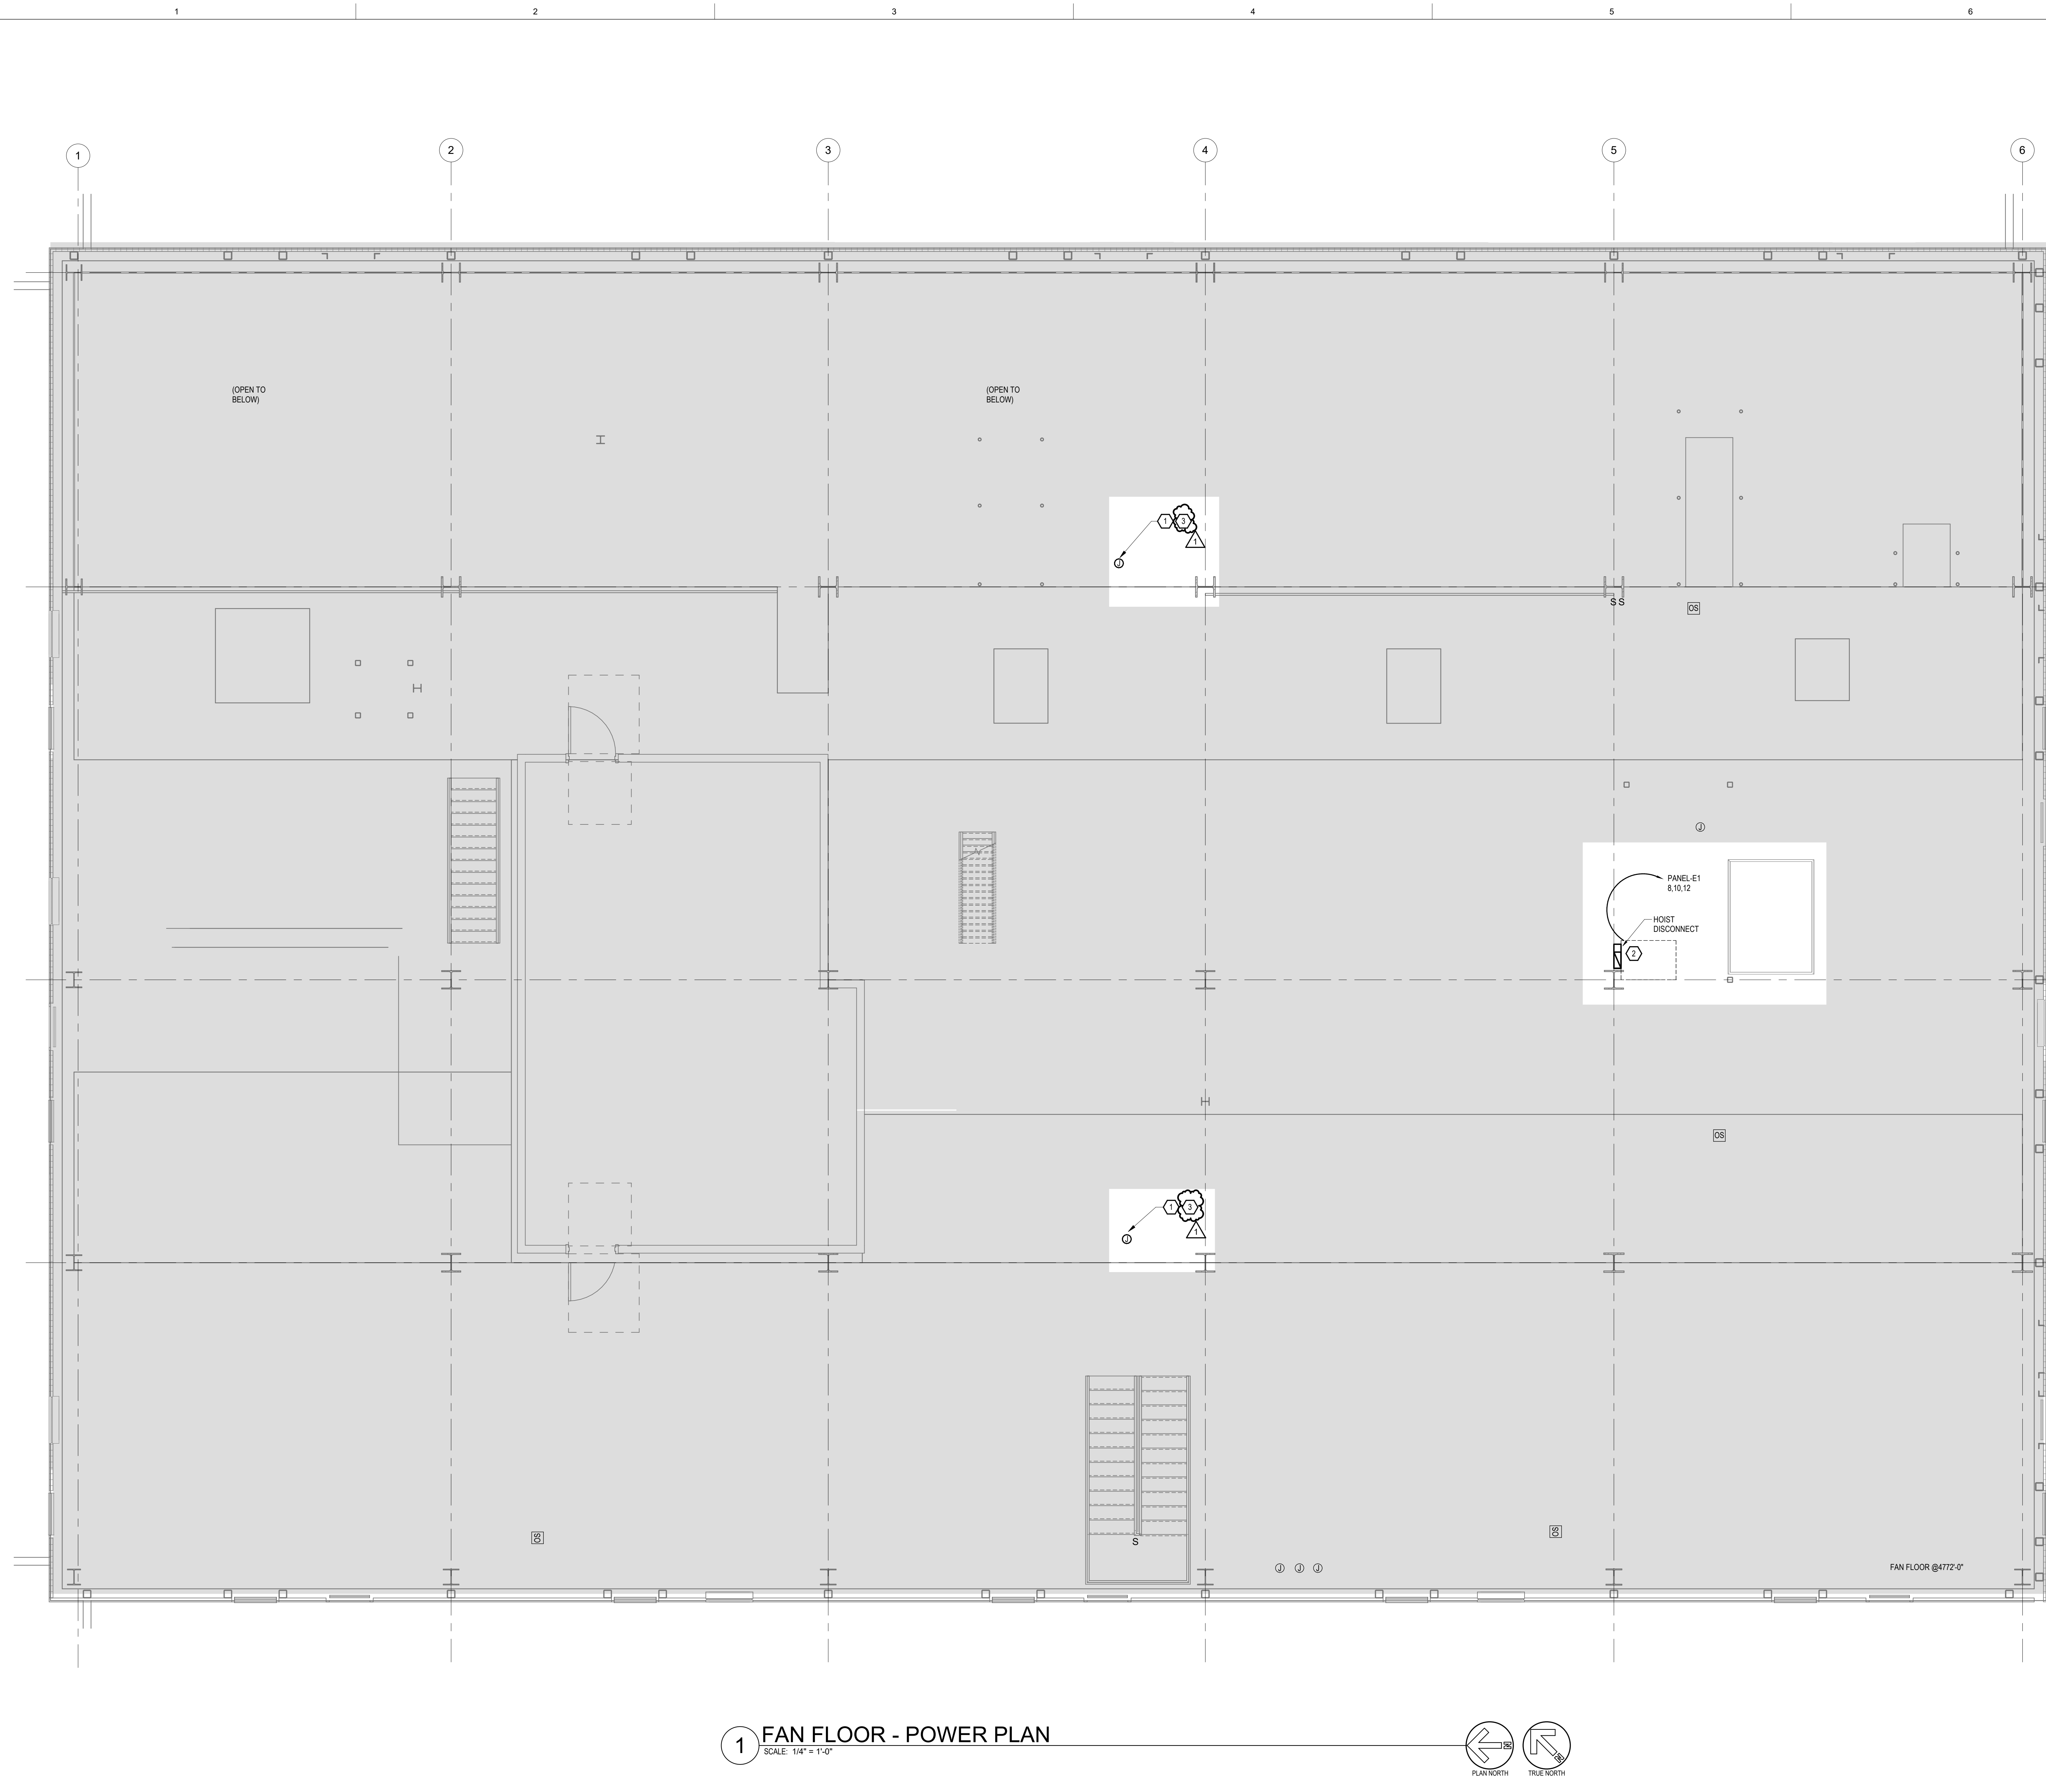 1 2 3 4 5 6
1 2 3 4 5 6
(OPEN TO
BELOW)
(OPEN TO
BELOW)
1 3
1
J
S S
OS
J
PANEL-E1
8,10,12
HOIST
DISCONNECT
2
OS
1 3
1
J
OS
S
OS
J J J
FAN FLOOR @4772'-0"
1 FAN FLOOR - POWER PLAN
SCALE: 1/4" = 1'-0"
PLAN NORTH
TRUE NORTH